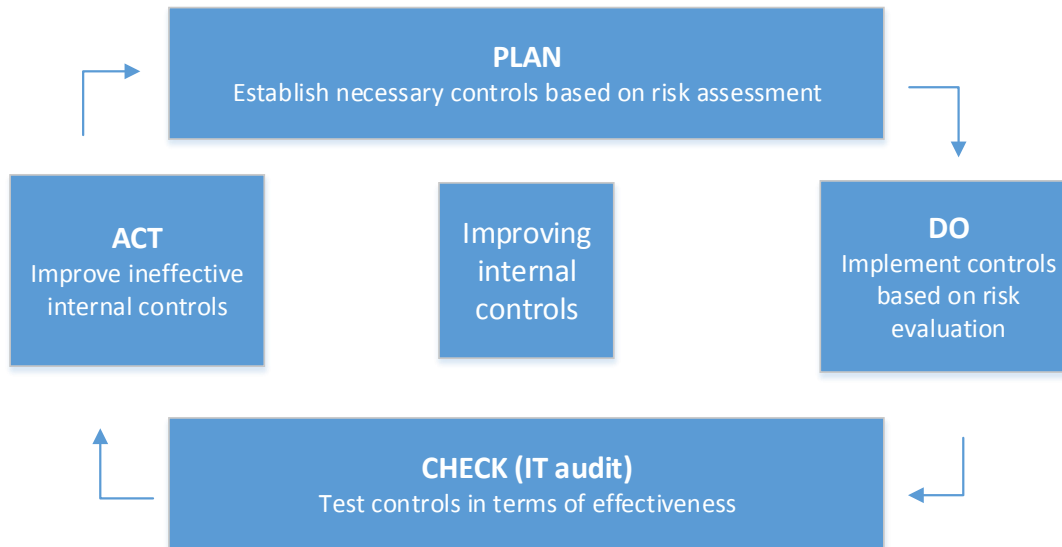 PLAN
Establish necessary controls based on risk assessment
ACT
Improve ineffective
internal controls
Improving
internal
controls
DO
Implement controls
based on risk
evaluation
CHECK (IT audit)
Test controls in terms of effectiveness